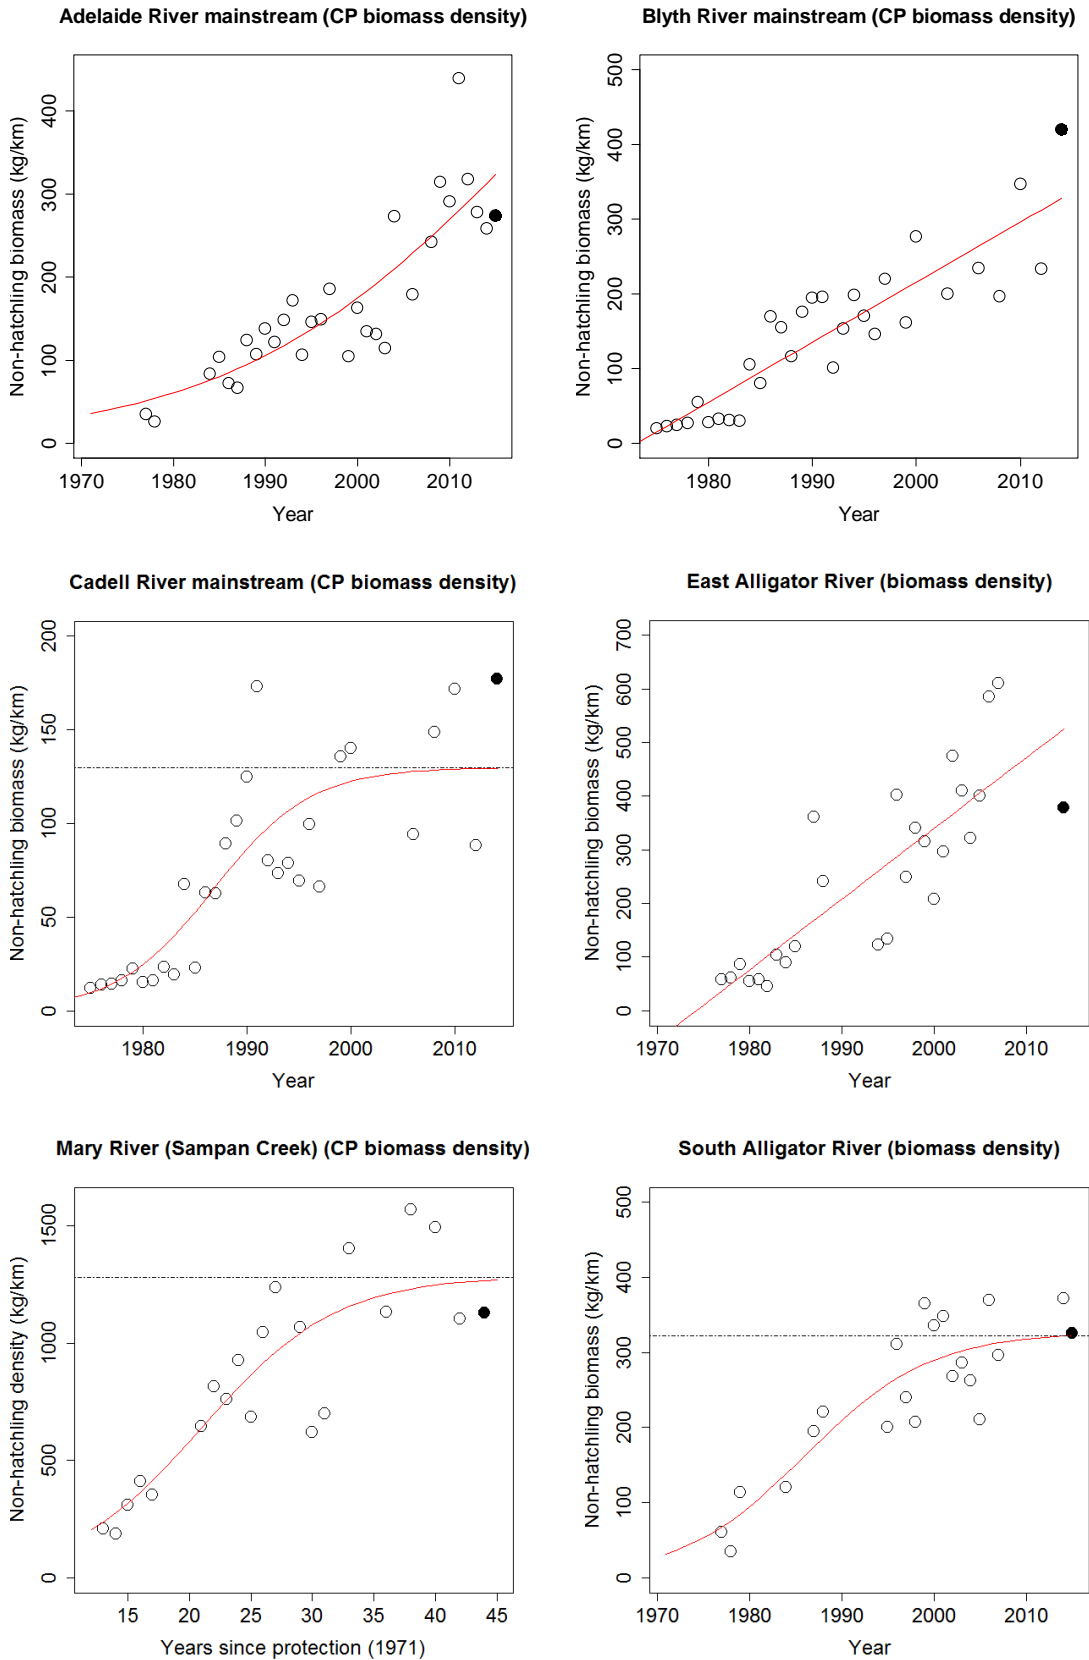 Adelaide River mainstream (CP biomass density)
Non-hatchling biomass (kg/km)
400
300
200
100
0
1970 1980 1990 2000 2010
Year
Blyth River mainstream (CP biomass density)
Non-hatchling biomass (kg/km)
500
400
300
200
100
0
1980 1990 2000 2010
Year
Cadell River mainstream (CP biomass density)
Non-hatchling biomass (kg/km)
200
150
100
50
0
1980 1990 2000 2010
Year
East Alligator River (biomass density)
Non-hatchling biomass (kg/km)
700
600
500
400
300
200
100
0
1970 1980 1990 2000 2010
Year
Mary River (Sampan Creek) (CP biomass density)
Non-hatchling density (kg/km)
1500
1000
500
0
15 20 25 30 35 40 45
Years since protection (1971)
South Alligator River (biomass density)
Non-hatchling biomass (kg/km)
500
400
300
200
100
0
1970 1980 1990 2000 2010
Year